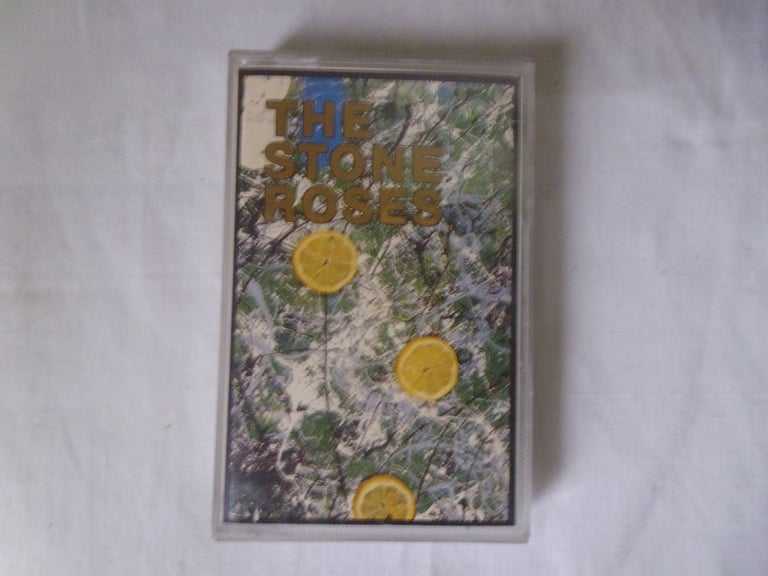 THE
STONE
ROSES